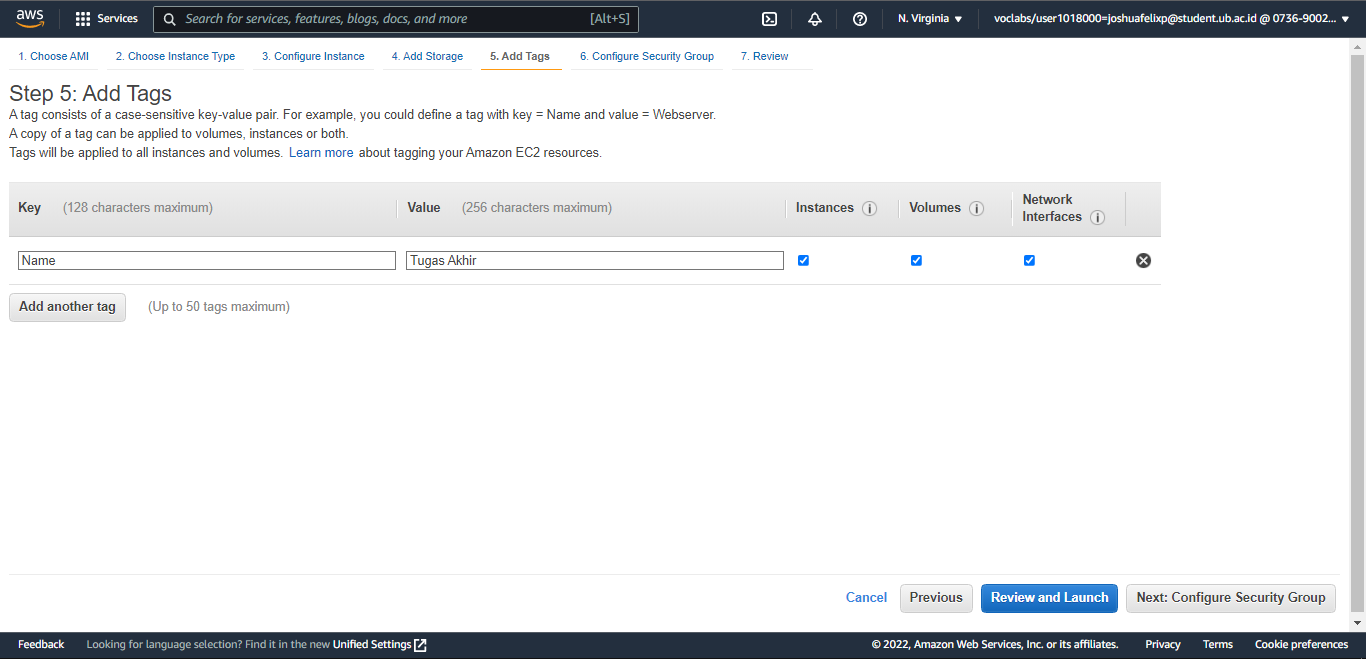 aws Services Search for services, features, blogs, docs, and more [Alt+S] N. Virginia voclabs/user1018000=joshuafelixp@student.ub.ac.id @ 0736-9002...
1. Choose AMI 2. Choose Instance Type 3. Configure Instance 4. Add Storage 5. Add Tags 6. Configure Security Group 7. Review
Step 5: Add Tags
A tag consists of a case-sensitive key-value pair. For example, you could define a tag with key = Name and value = Webserver.
A copy of a tag can be applied to volumes, instances or both.
Tags will be applied to all instances and volumes. Learn more about tagging your Amazon EC2 resources.
Key (128 characters maximum) Value (256 characters maximum) Instances Volumes Network
Interfaces
Name Tugas Akhir
Add another tag (Up to 50 tags maximum)
Cancel Previous Review and Launch Next: Configure Security Group
Feedback Looking for language selection? Find it in the new Unified Settings © 2022, Amazon Web Services, Inc. or its affiliates. Privacy Terms Cookie preferences